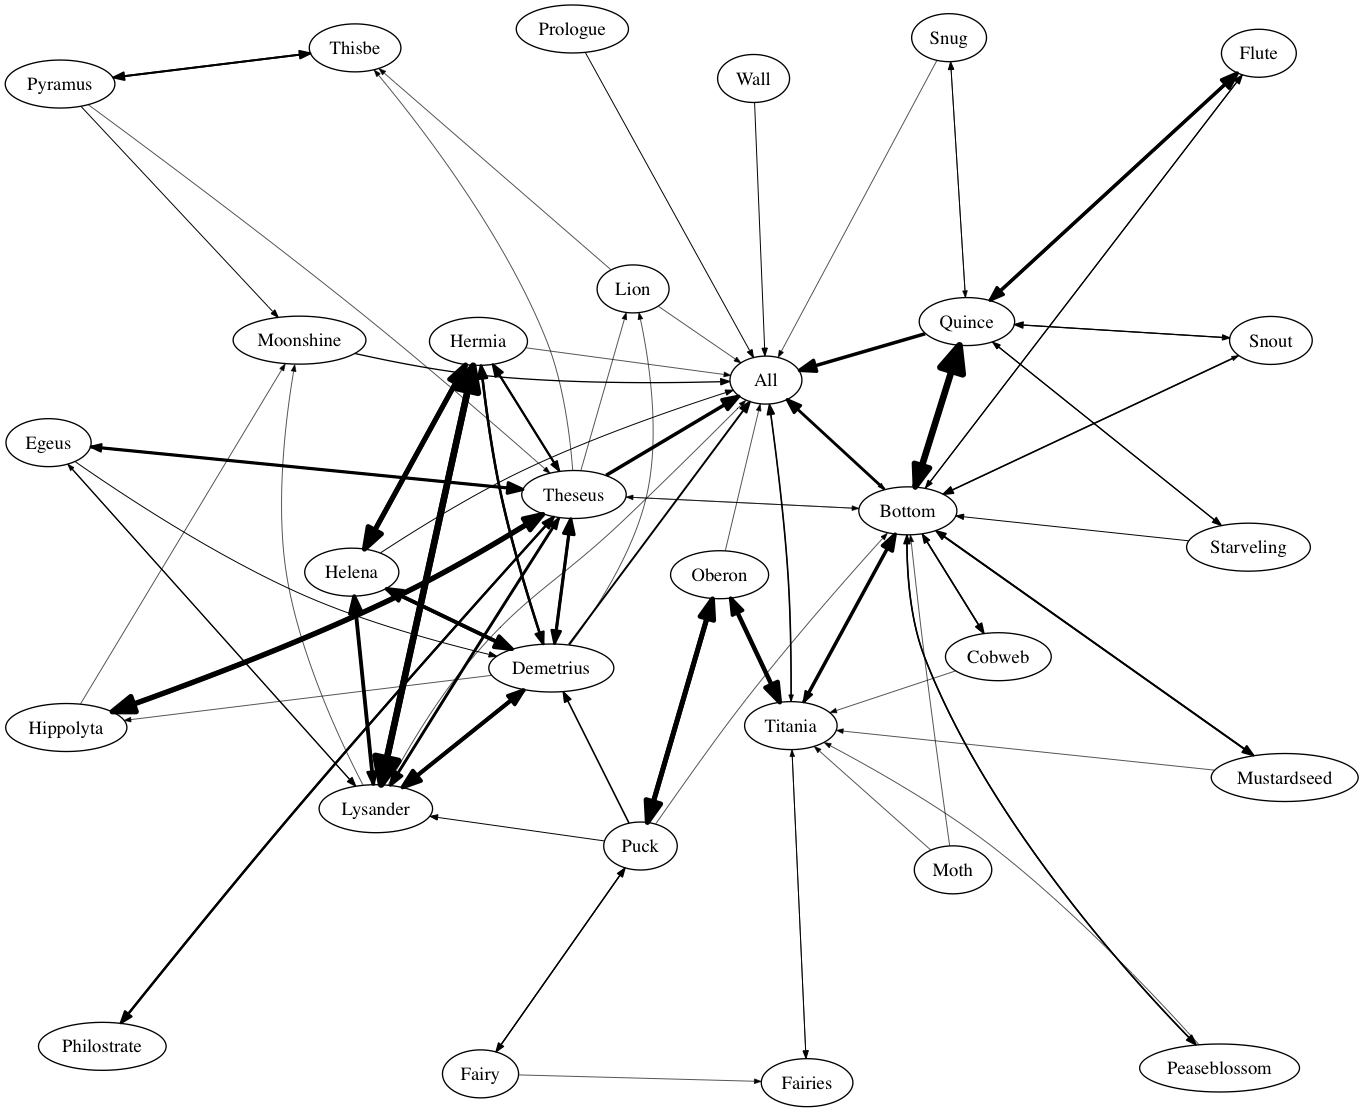 Prologue
Snug
Thisbe
Flute
Wall
Pyramus
Lion
Quince
Moonshine
Hermia
Snout
All
Egeus
Theseus
Bottom
Starveling
Helena
Oberon
Cobweb
Demetrius
Hippolyta
Titania
Mustardseed
Lysander
Puck
Moth
Philostrate
Fairy
Fairies
Peaseblossom